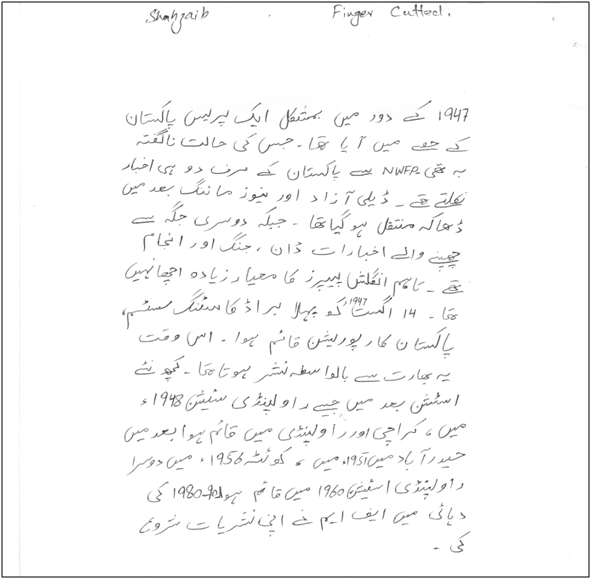 Shahzaib Finger Cutted.
1947 کے دور میں بمشکل ایک پریس پاکستان
کے حصے میں آیا تھا۔ جس کی حالت ناگفتہ
بہ تھی NWFP سے پاکستان کے صرف دو ہی اخبار
نکلتے تھے۔ ڈیلی آزاد اور نیوز مارننگ بعد میں
ڈھاکہ منتقل ہو گیا تھا۔ جبکہ دوسری جگہ سے
چھپنے والے اخبارات ڈان، جنگ اور انجام
تھے۔ تاہم انگلش پیپرز کا معیار زیادہ اچھا نہیں
تھا۔ 14 اگست 1947 کو پہلا براڈ کاسٹنگ سسٹم،
پاکستان کارپوریشن قائم ہوا۔ اس وقت
یہ بھارت سے بالواسطہ نشر ہوتا تھا۔ کچھ نئے
اسٹیشن بعد میں جیسے راولپنڈی سٹیشن 1948ء
میں، کراچی اور راولپنڈی میں قائم ہوا بعد میں
حیدرآباد میں 1951 میں، کوئٹہ 1956ء میں دوسرا
راولپنڈی اسٹیشن 1960 میں قائم ہوا 1980-90 کی
دہائی میں ایف ایم نے اپنی نشریات شروع
کی۔